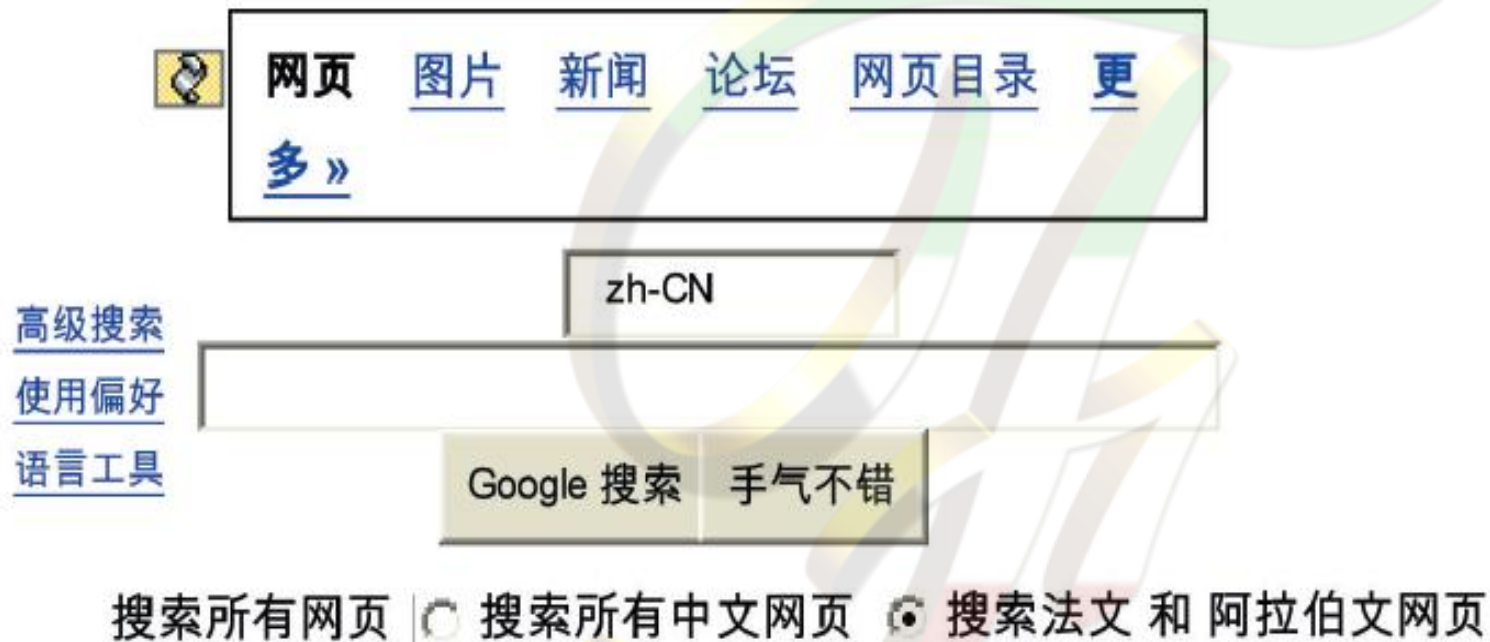 网页 图片 新闻 论坛 网页目录 更
多 »
zh-CN
高级搜索
使用偏好
语言工具
Google 搜索 手气不错
搜索所有网页 搜索所有中文网页 搜索法文 和 阿拉伯文网页